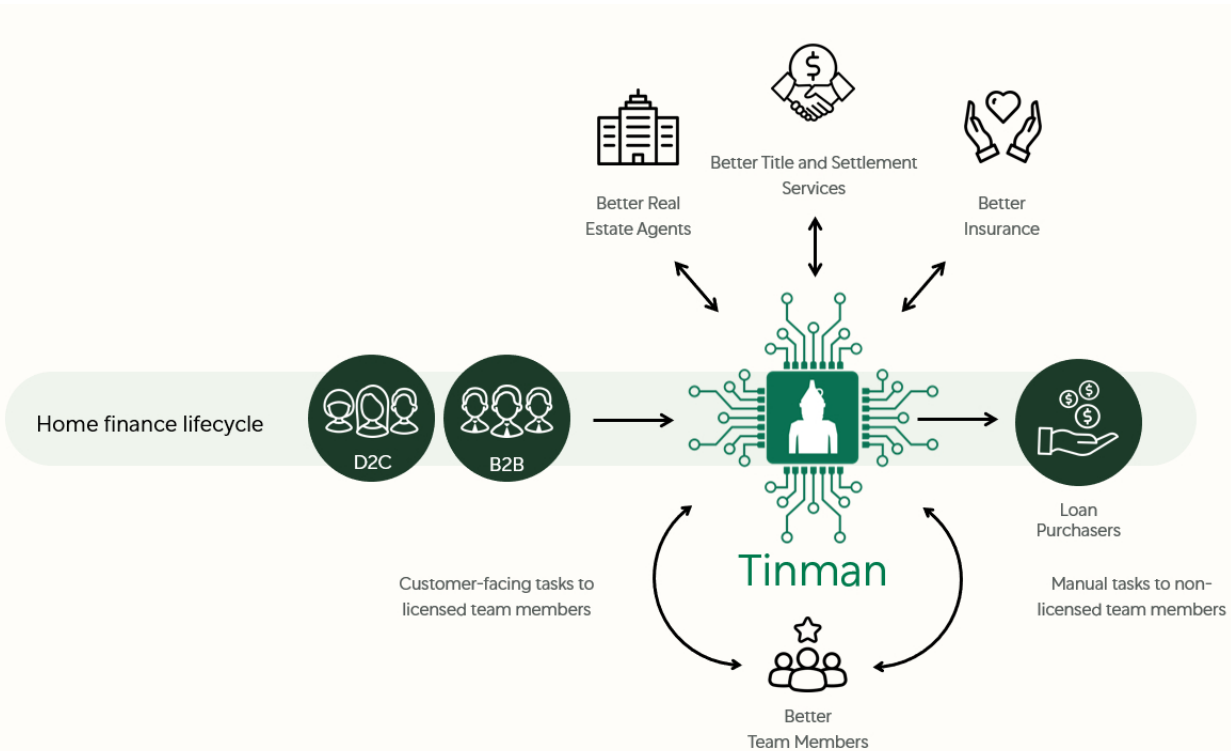 Better Title and Settlement
Services
Better Real
Estate Agents
Better
Insurance
Home finance lifecycle
D2C
B2B
Loan
Purchasers
Tinman
Customer-facing tasks to
licensed team members
Manual tasks to non-
licensed team members
Better
Team Members